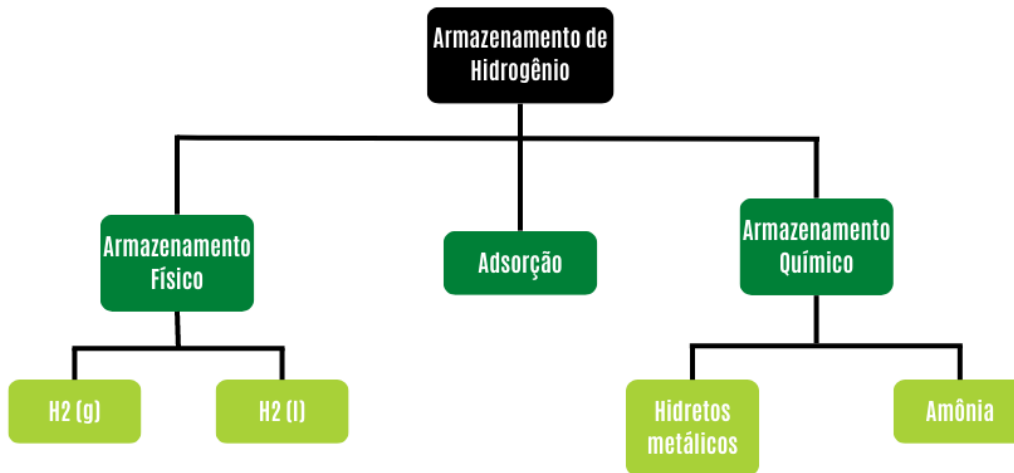 Armazenamento de
Hidrogênio
Armazenamento
Físico
Adsorção
Armazenamento
Químico
H2 (g)
H2 (l)
Hidretos
metálicos
Amônia